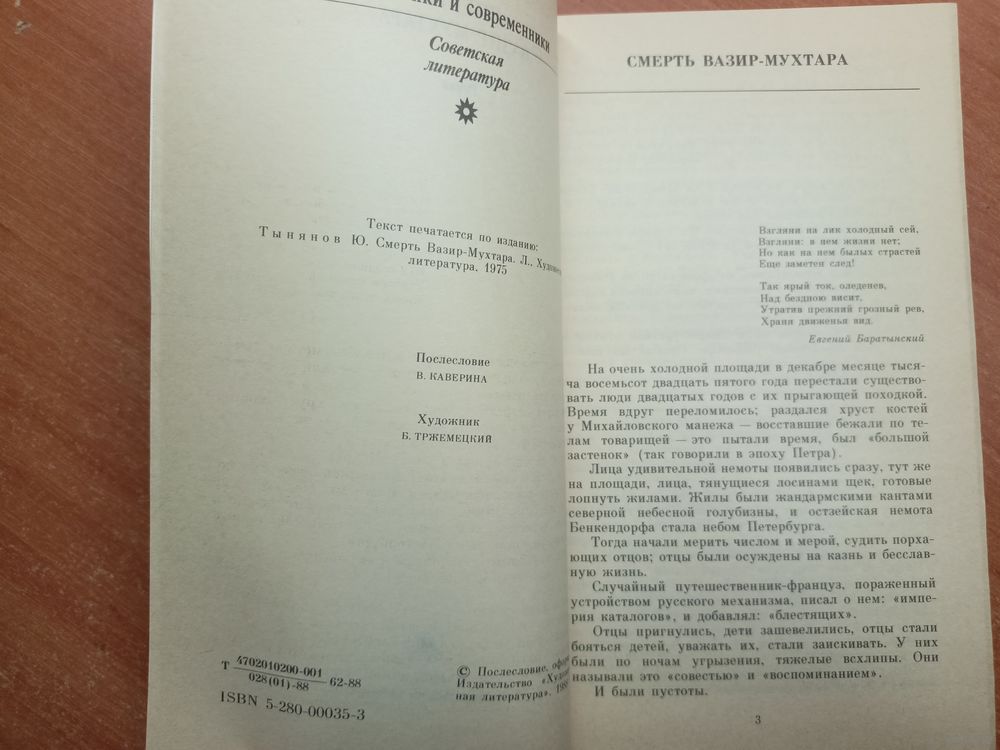 и современники
Советская
литература
Текст печатается по изданию:
Тынянов Ю. Смерть Вазир-Мухтара. Л.,
литература, 1975
Послесловие
В. КАВЕРИНА
Художник
Б. ТРЖЕМЕЦКИЙ
Т 4702010200-001 62-88
028(01)-88
ISBN 5-280-00035-3
© Послесловие,
Издательство
ная литература».
СМЕРТЬ ВАЗИР-МУХТАРА
Взгляни на лик холодный сей,
Взгляни: в нем жизни нет;
Но как на нем былых страстей
Еще заметен след!
Так ярый ток, оледенев,
Над бездною висит,
Утратив прежний грозный рев,
Храня движенья вид.
Евгений Баратынский
На очень холодной площади в декабре месяце тыся-
ча восемьсот двадцать пятого года перестали существо-
вать люди двадцатых годов с их прыгающей походкой.
Время вдруг переломилось; раздался хруст костей
у Михайловского манежа — восставшие бежали по те-
лам товарищей — это пытали время, был «большой
застенок» (так говорили в эпоху Петра).
Лица удивительной немоты появились сразу, тут же
на площади, лица, тянущиеся лосинами щек, готовые
лопнуть жилами. Жилы были жандармскими кантами
северной небесной голубизны, и остзейская немота
Бенкендорфа стала небом Петербурга.
Тогда начали мерить числом и мерой, судить порха-
ющих отцов; отцы были осуждены на казнь и бесслав-
ную жизнь.
Случайный путешественник-француз, пораженный
устройством русского механизма, писал о нем: «импе-
рия каталогов», и добавлял: «блестящих».
Отцы пригнулись, дети зашевелились, отцы стали
бояться детей, уважать их, стали заискивать. У них
были по ночам угрызения, тяжелые всхлипы. Они
называли это «совестью» и «воспоминанием».
И были пустоты.
3